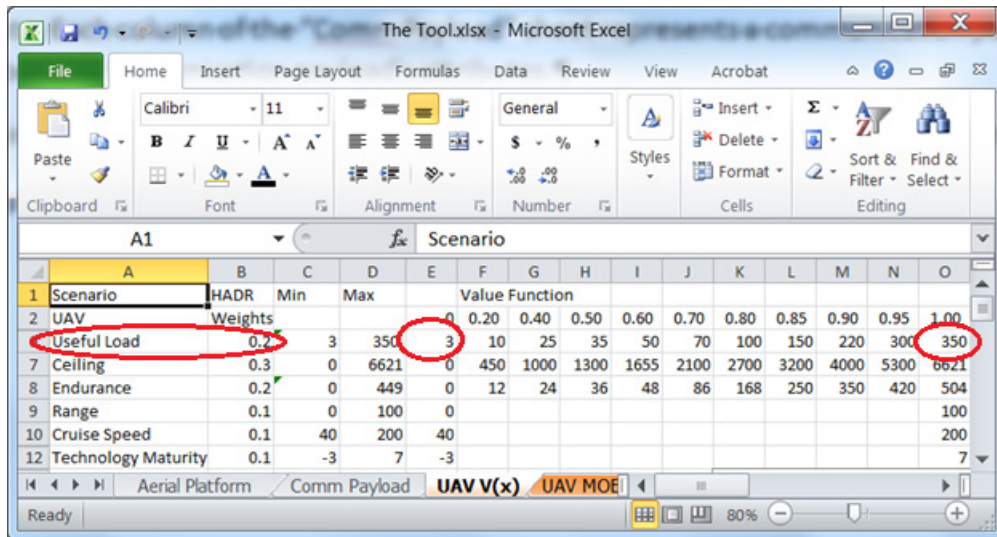 The Tool.xlsx - Microsoft Excel
File Home Insert Page Layout Formulas Data Review View Acrobat
Calibri 11 General Insert Σ
B I U A A $ % , Styles Delete Sort & Find &
Paste Format Filter Select
Clipboard Font Alignment Number Cells Editing
A1 fx Scenario
A B C D E F G H I J K L M N O
1 Scenario HADR Min Max Value Function
2 UAV Weights 0 0.20 0.40 0.50 0.60 0.70 0.80 0.85 0.90 0.95 1.00
Useful Load 0.2 3 350 3 10 25 35 50 70 100 150 220 300 350
7 Ceiling 0.3 0 6621 0 450 1000 1300 1655 2100 2700 3200 4000 5300 6621
8 Endurance 0.2 0 449 0 12 24 36 48 86 168 250 350 420 504
9 Range 0.1 0 100 0 100
10 Cruise Speed 0.1 40 200 40 200
12 Technology Maturity 0.1 -3 7 -3 7
Aerial Platform Comm Payload UAV V(x) UAV MOE
Ready 80%